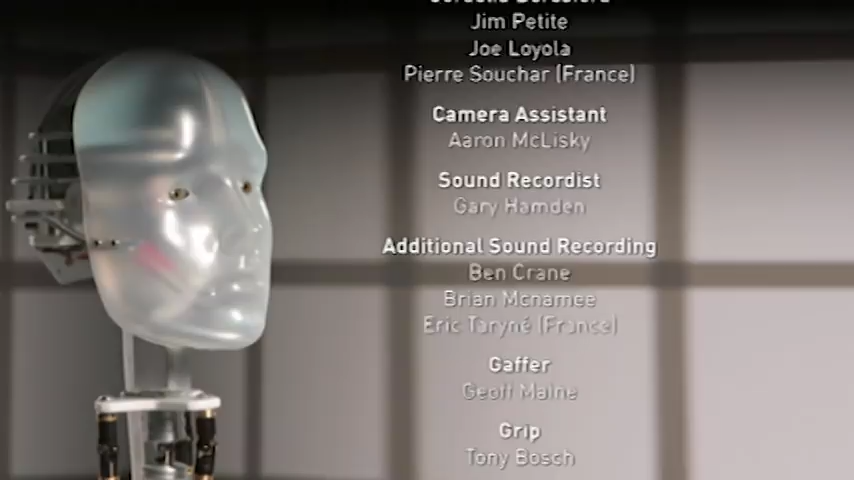 Jim Petite
Joe Loyola
Pierre Souchar (France)
Camera Assistant
Aaron McLisky
Sound Recordist
Gary Hamden
Additional Sound Recording
Ben Crane
Brian Mcnamee
Eric Taryné (France)
Gaffer
Geoff Maine
Grip
Tony Bosch